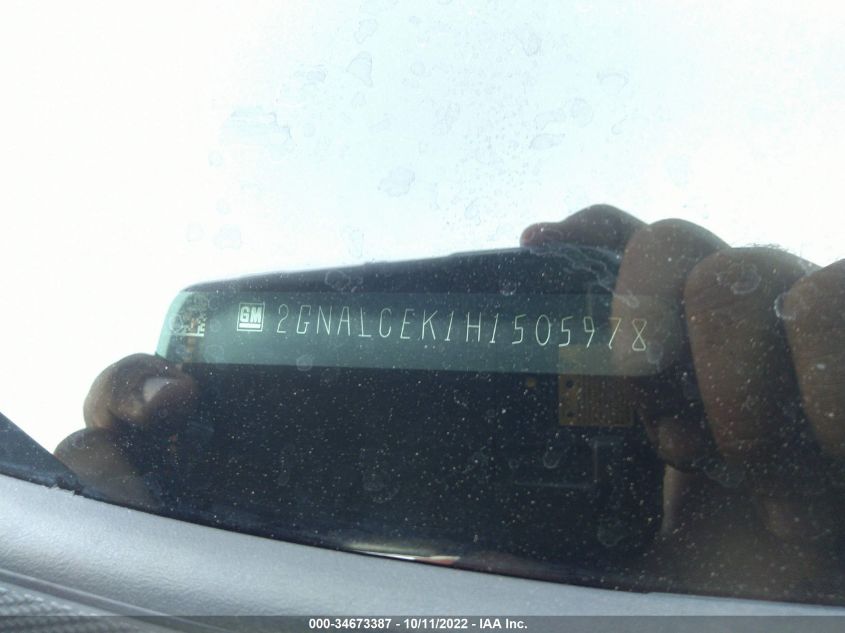 GM 2GNALCEK1H1505978
000-34673387 - 10/11/2022 - IAA Inc.